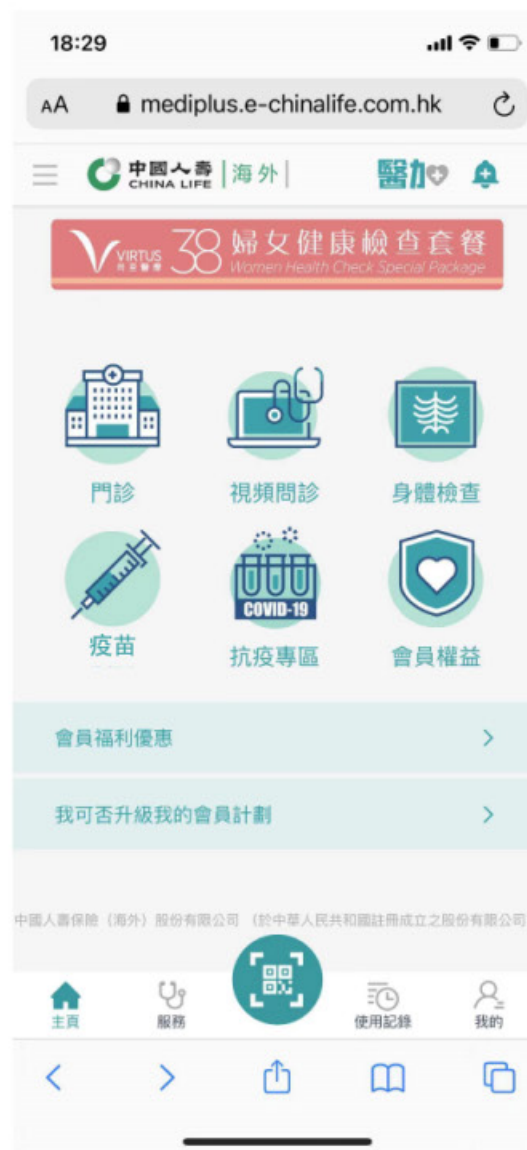 18:29
AA mediplus.e-chinalife.com.hk
中國人壽 海外 醫加
CHINA LIFE
VIRTUS 38 婦女健康檢查套餐
Women Health Check Special Package
門診 視頻問診 身體檢查
COVID-19
疫苗 抗疫專區 會員權益
會員福利優惠
我可否升級我的會員計劃
中國人壽保險（海外）股份有限公司 （於中華人民共和國註冊成立之股份有限公司
主頁 服務 使用記錄 我的